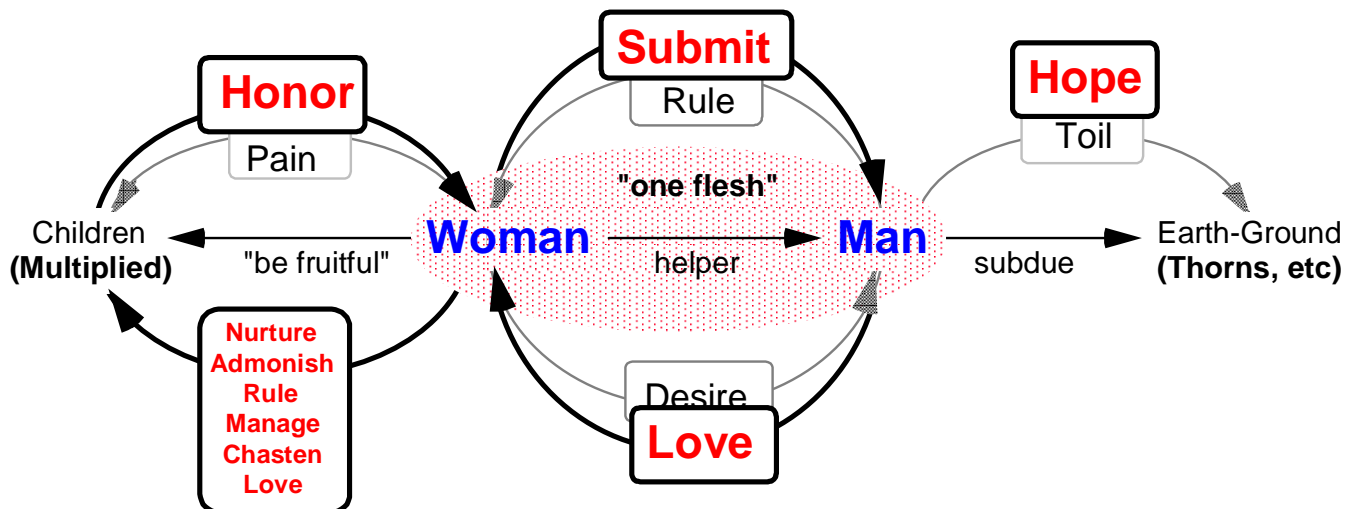 Submit
Honor
Hope
Rule
Toil
Pain
"one flesh"
Children
(Multiplied)
"be fruitful"
Woman
helper
Man
subdue
Earth-Ground
(Thorns, etc)
Nurture
Admonish
Rule
Manage
Chasten
Love
Desire
Love